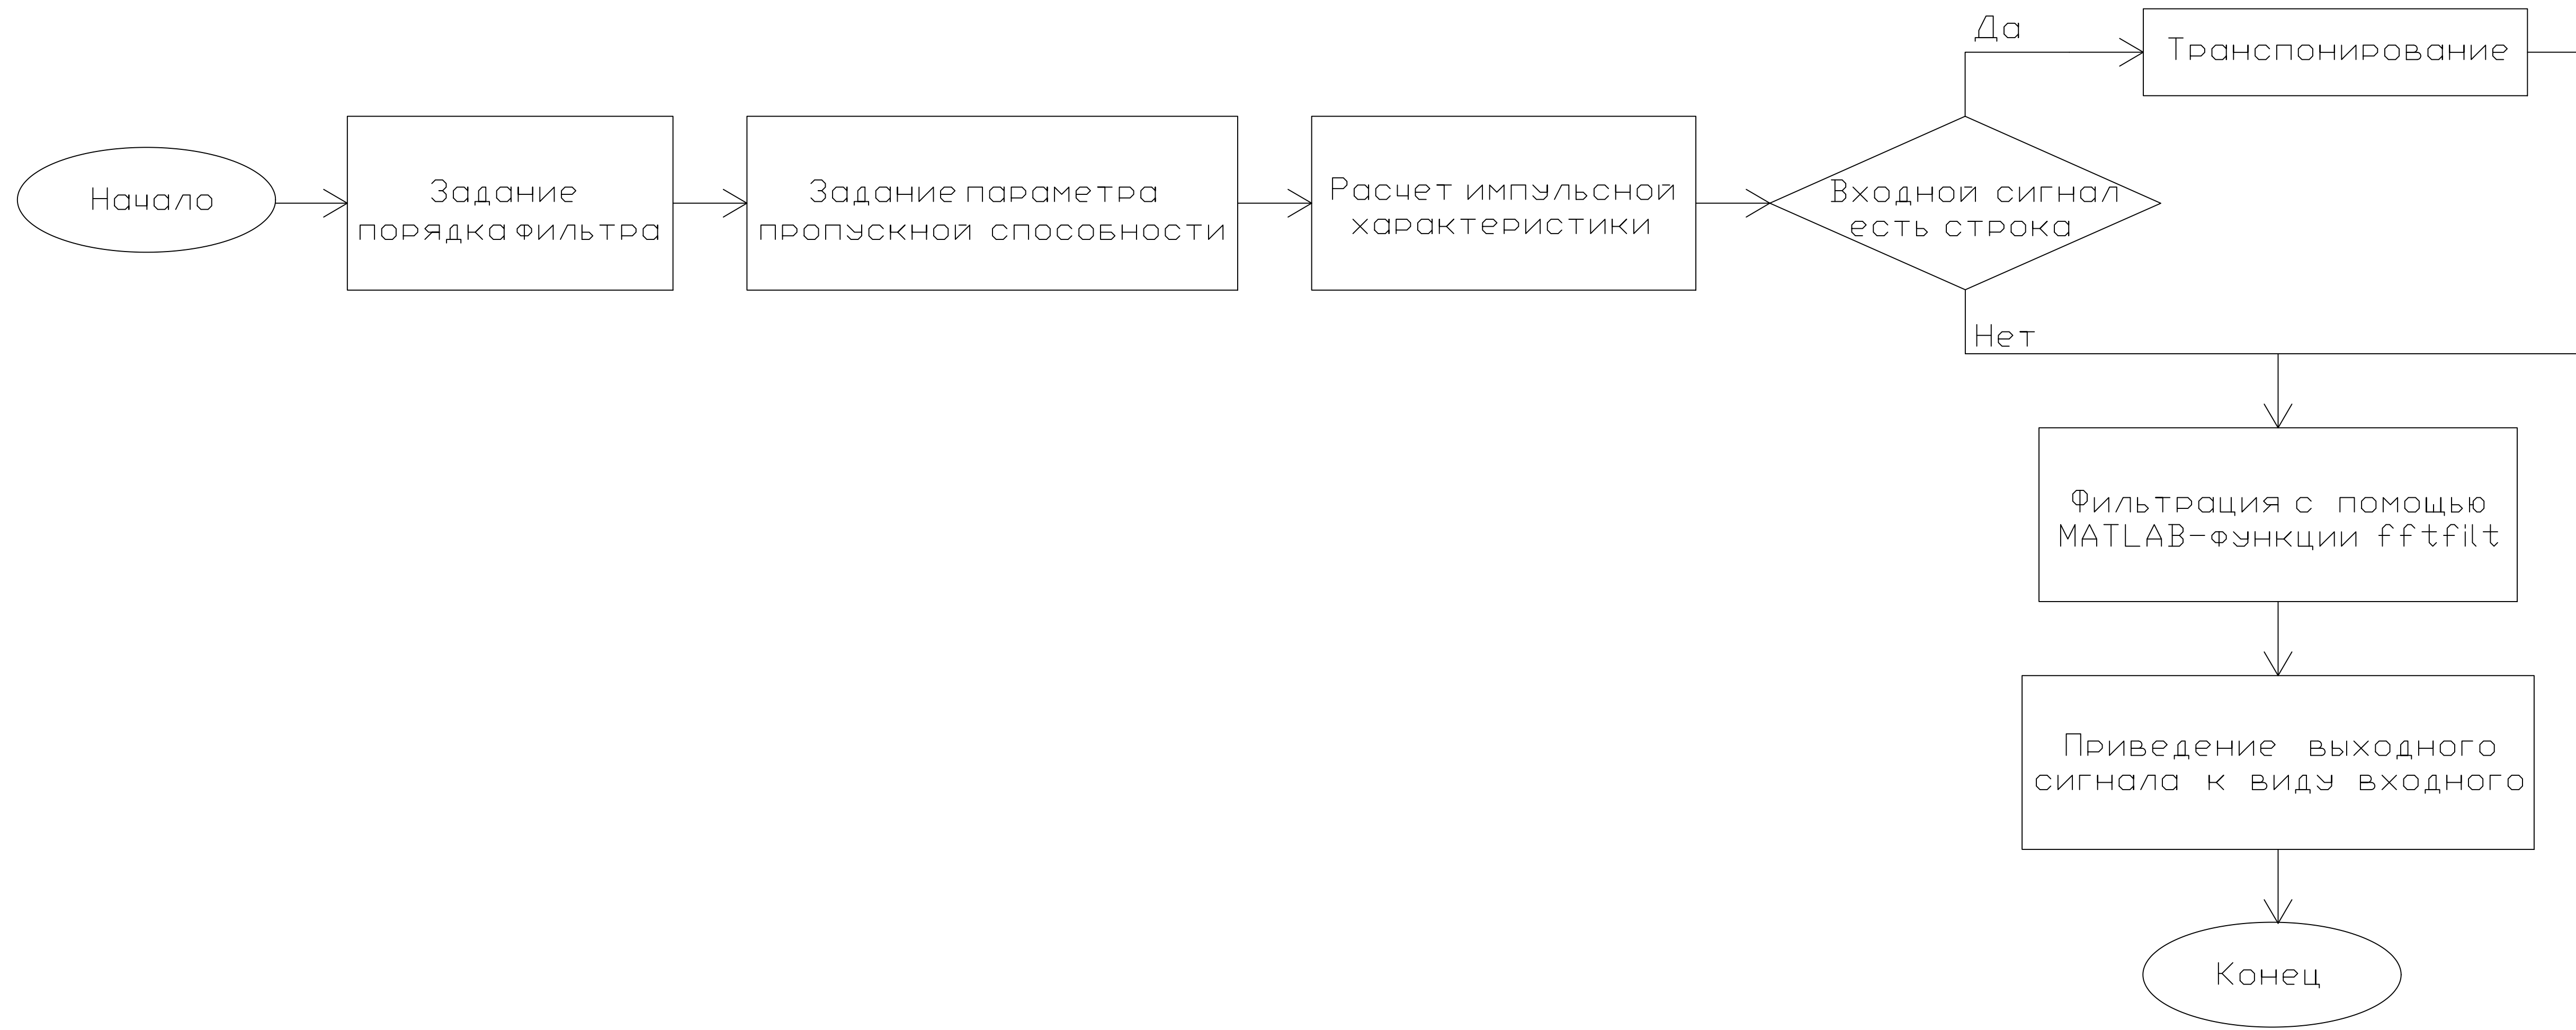 Начало
Задание
порядка фильтра
Задание параметра
пропускной способности
Расчет импульсной
характеристики
Входной сигнал
есть строка
Да
Транспонирование
Нет
Фильтрация с помощью
MATLAB-функции fftfilt
Приведение выходного
сигнала к виду входного
Конец